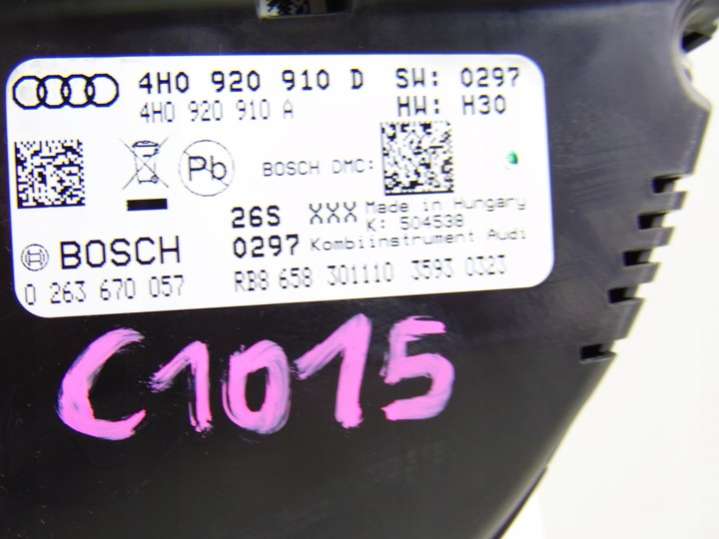 4H0 920 910 D SW: 0297
4H0 920 910 A HW: H30
Pb BOSCH DMC:
26S XXX Made in Hungary
K: 504538
BOSCH 0297 Kombiinstrument Audi
0 263 670 057 RB8 658 301110 3593 0323
C1015